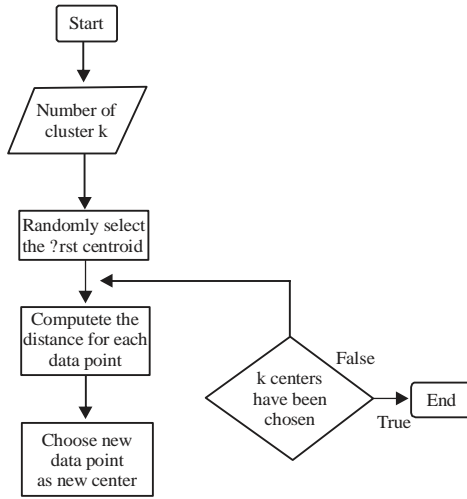 Start
Number of
cluster k
Randomly select
the ?rst centroid
Computete the
distance for each
data point
Choose new
data point
as new center
k centers
have been
chosen
False
True
End